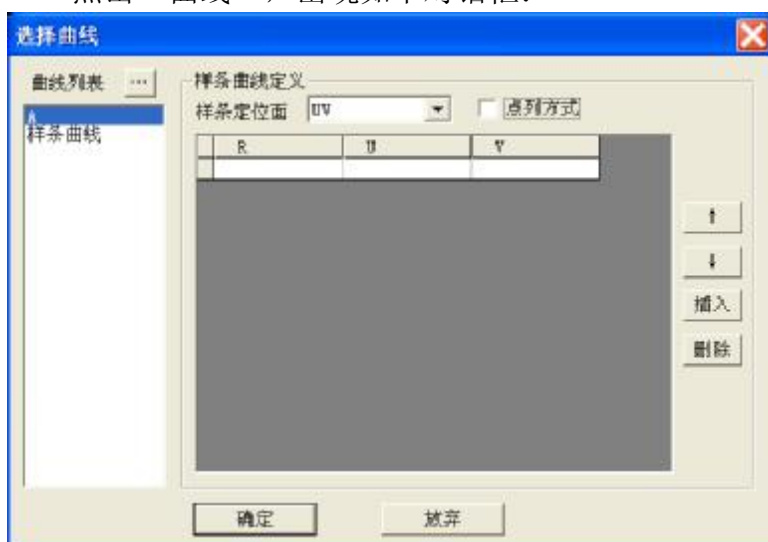 选择曲线
曲线列表 ...
A
样条曲线
样条曲线定义
样条定位面 UV 点列方式
R U V
↑
↓
插入
删除
确定 放弃